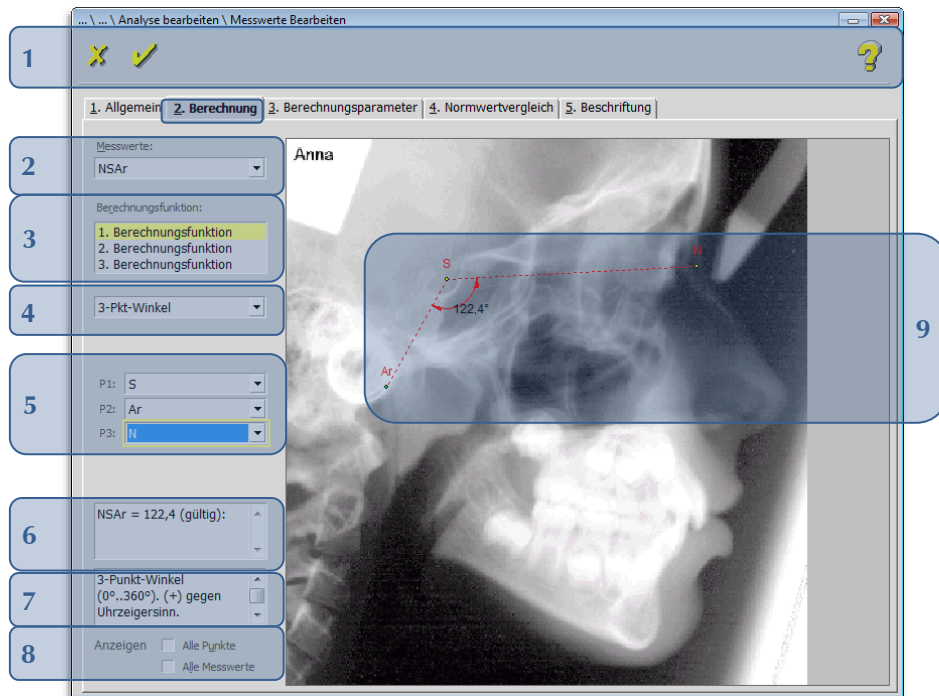 ... \ ... \ Analyse bearbeiten \ Messwerte Bearbeiten
1
?
1. Allgemein 2. Berechnung 3. Berechnungsparameter 4. Normwertvergleich 5. Beschriftung
2
Messwerte:
NSAr
Anna
3
Berechnungsfunktion:
1. Berechnungsfunktion
2. Berechnungsfunktion
3. Berechnungsfunktion
S
N
4
3-Pkt-Winkel
122,4°
9
5
P1: S
P2: Ar
P3: N
Ar
6
NSAr = 122,4 (gültig):
7
3-Punkt-Winkel
(0°..360°). (+) gegen
Uhrzeigersinn.
8
Anzeigen Alle Punkte
Alle Messwerte